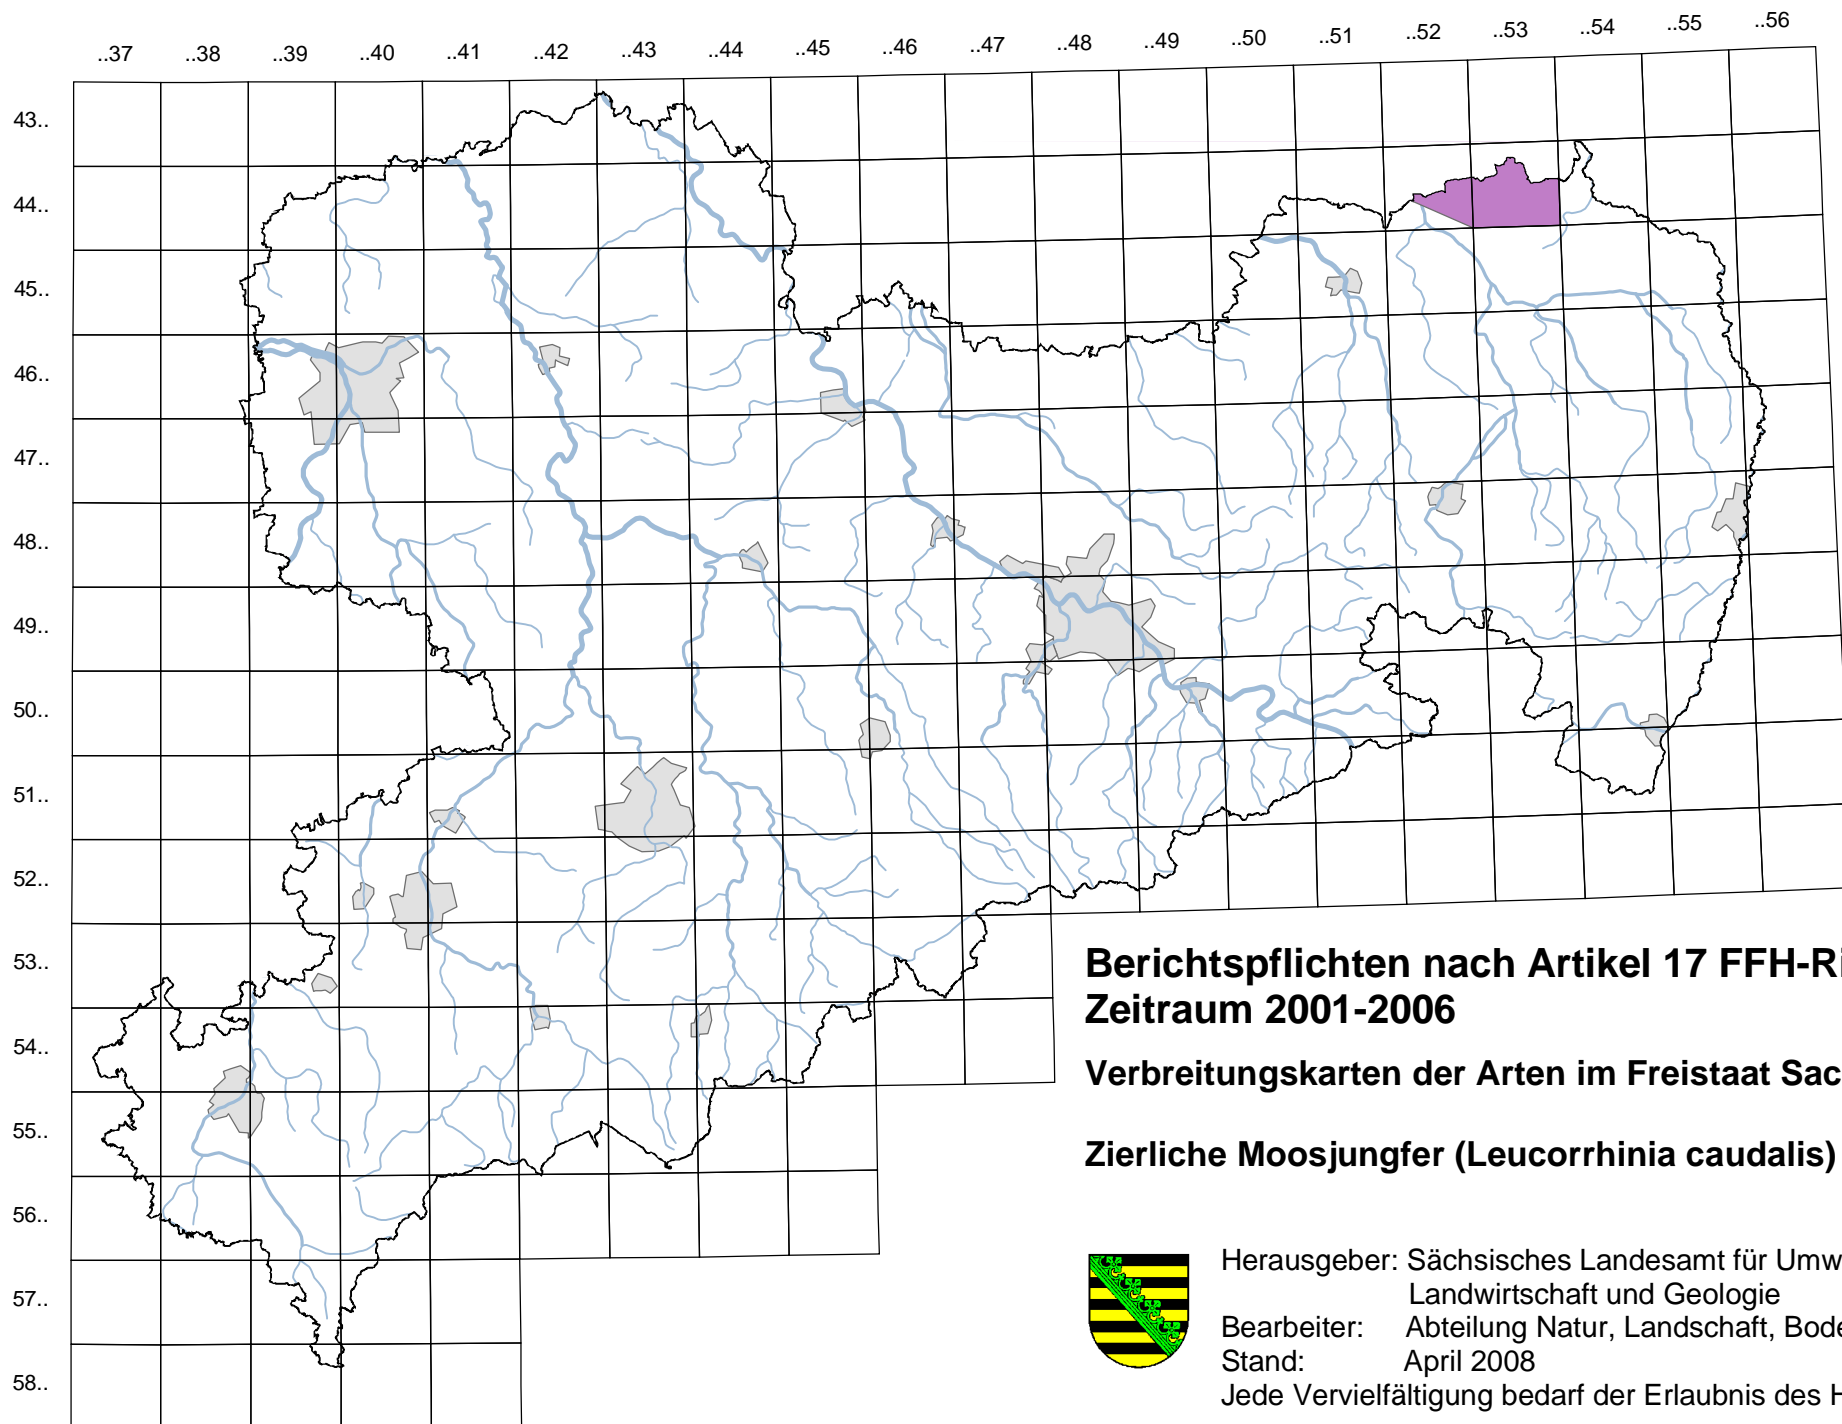 ..37 ..38 ..39 ..40 ..41 ..42 ..43 ..44 ..45 ..46 ..47 ..48 ..49 ..50 ..51 ..52 ..53 ..54 ..55 ..56
43..
44..
45..
46..
47..
48..
49..
50..
51..
52..
53..
54..
55..
56..
57..
58..
Berichtspflichten nach Artikel 17 FFH-Ri
Zeitraum 2001-2006
Verbreitungskarten der Arten im Freistaat Sac
Zierliche Moosjungfer (Leucorrhinia caudalis)
Herausgeber: Sächsisches Landesamt für Umw
Landwirtschaft und Geologie
Bearbeiter: Abteilung Natur, Landschaft, Bode
Stand: April 2008
Jede Vervielfältigung bedarf der Erlaubnis des H